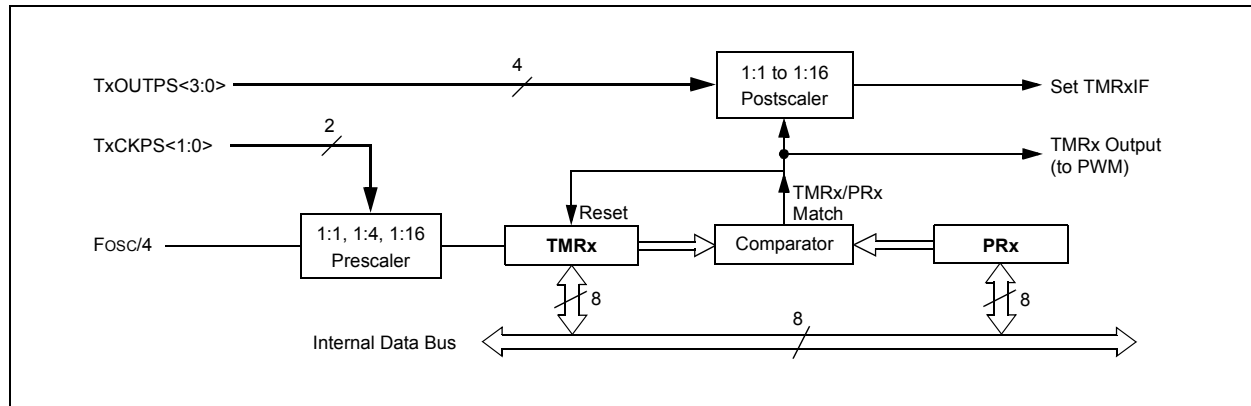 4
TxOUTPS<3:0>
1:1 to 1:16
Postscaler
Set TMRxIF
2
TxCKPS<1:0>
TMRx Output
(to PWM)
TMRx/PRx
Match
Reset
FOSC/4
1:1, 1:4, 1:16
Prescaler
TMRx
Comparator
PRx
8
8
8
Internal Data Bus